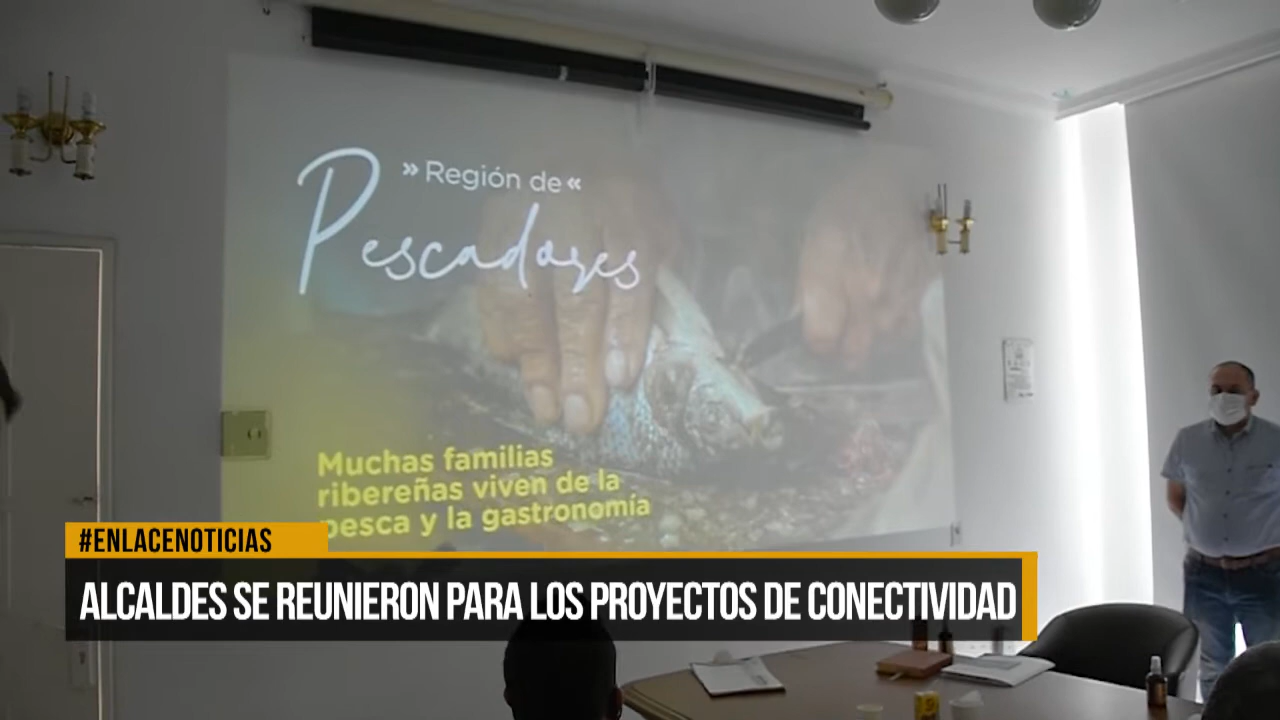 » Región de «
Pescadores
Muchas familias
ribereñas viven de la
pesca y la gastronomía
#ENLACENOTICIAS
ALCALDES SE REUNIERON PARA LOS PROYECTOS DE CONECTIVIDAD